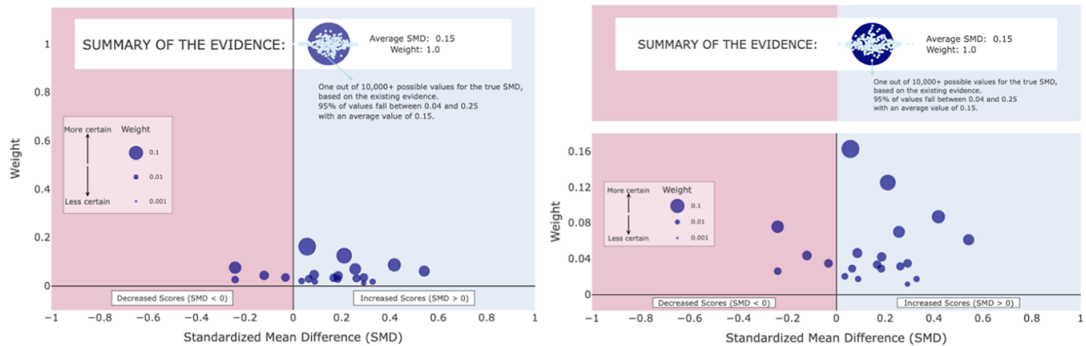 SUMMARY OF THE EVIDENCE:
Average SMD: 0.15
Weight: 1.0
One out of 10,000+ possible values for the true SMD,
based on the existing evidence.
95% of values fall between 0.04 and 0.25
with an average value of 0.15.
1
0.8
0.6
0.4
0.2
0
Weight
More certain
Less certain
Weight
0.1
0.01
0.001
Decreased Scores (SMD < 0)
Increased Scores (SMD > 0)
−1 −0.8 −0.6 −0.4 −0.2 0 0.2 0.4 0.6 0.8 1
Standardized Mean Difference (SMD)
SUMMARY OF THE EVIDENCE:
Average SMD: 0.15
Weight: 1.0
One out of 10,000+ possible values for the true SMD,
based on the existing evidence.
95% of values fall between 0.04 and 0.25
with an average value of 0.15.
0.16
0.12
0.08
0.04
0
Weight
More certain
Less certain
Weight
0.1
0.01
0.001
Decreased Scores (SMD < 0)
Increased Scores (SMD > 0)
−1 −0.8 −0.6 −0.4 −0.2 0 0.2 0.4 0.6 0.8 1
Standardized Mean Difference (SMD)